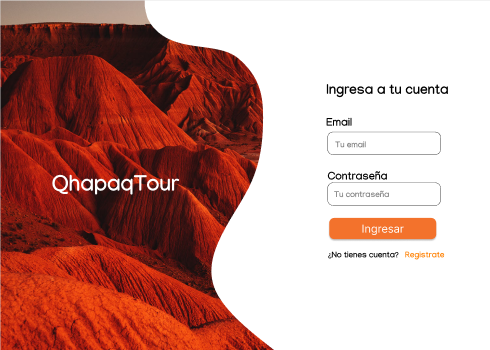 QhapaqTour
Ingresa a tu cuenta
Email
Tu email
Contraseña
Tu contraseña
Ingresar
¿No tienes cuenta? Registrate